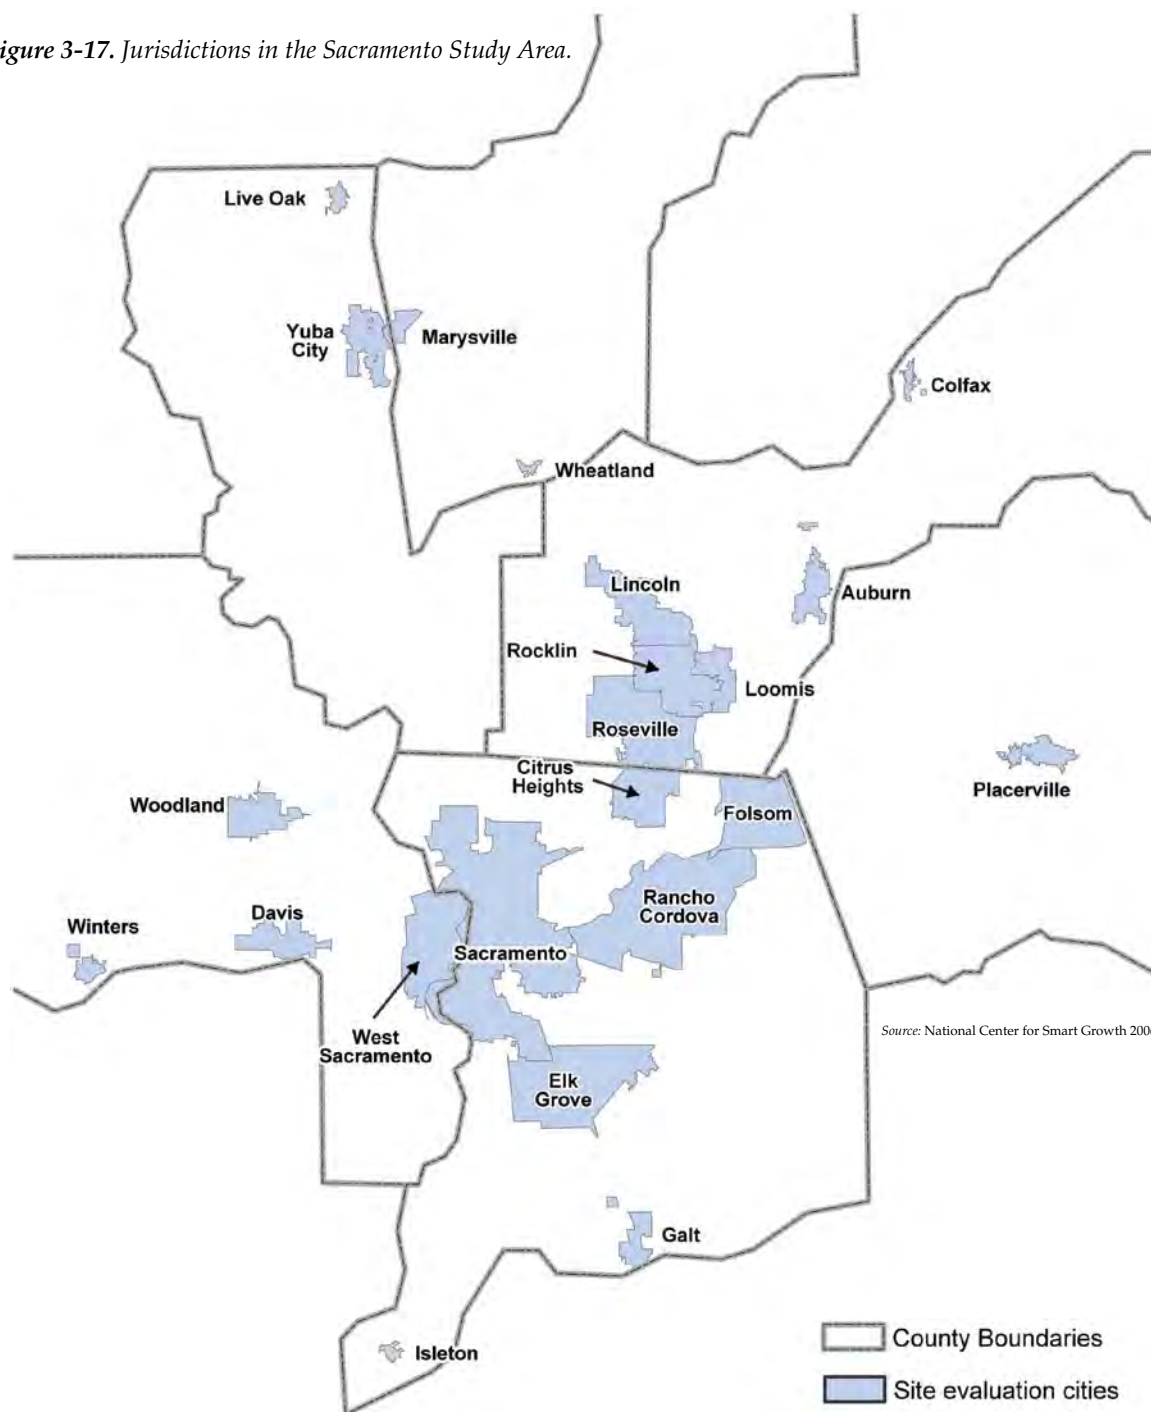 igure 3-17. Jurisdictions in the Sacramento Study Area.
Live Oak
Yuba
City
Marysville
Colfax
Wheatland
Lincoln
Auburn
Rocklin
Loomis
Roseville
Citrus
Heights
Placerville
Woodland
Folsom
Rancho
Cordova
Winters
Davis
Sacramento
West
Sacramento
Source: National Center for Smart Growth 200
Elk
Grove
Galt
Isleton
County Boundaries
Site evaluation cities